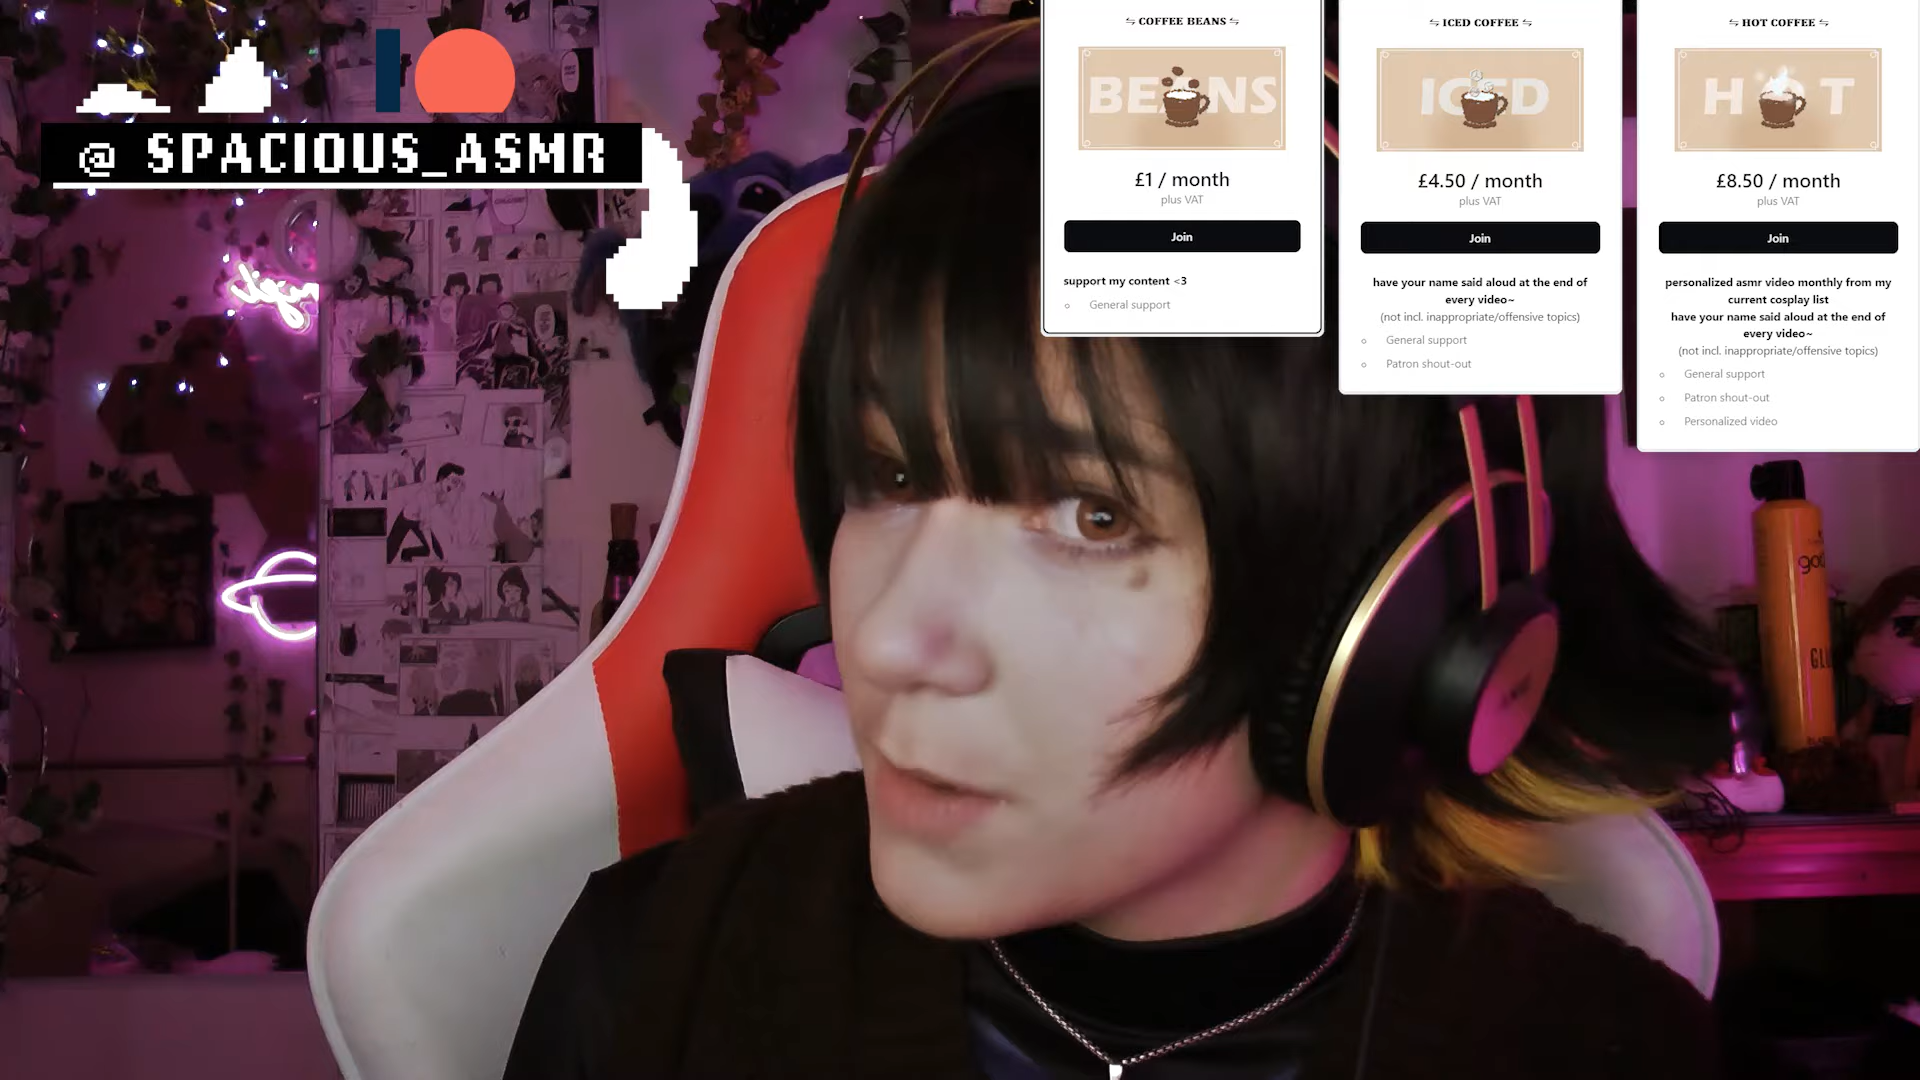 @ SPACIOUS_ASMR
⇋ COFFEE BEANS ⇋
BEANS
£1 / month
plus VAT
Join
support my content <3
General support
⇋ ICED COFFEE ⇋
ICED
£4.50 / month
plus VAT
Join
have your name said aloud at the end of
every video~
(not incl. inappropriate/offensive topics)
General support
Patron shout-out
⇋ HOT COFFEE ⇋
HOT
£8.50 / month
plus VAT
Join
personalized asmr video monthly from my
current cosplay list
have your name said aloud at the end of
every video~
(not incl. inappropriate/offensive topics)
General support
Patron shout-out
Personalized video